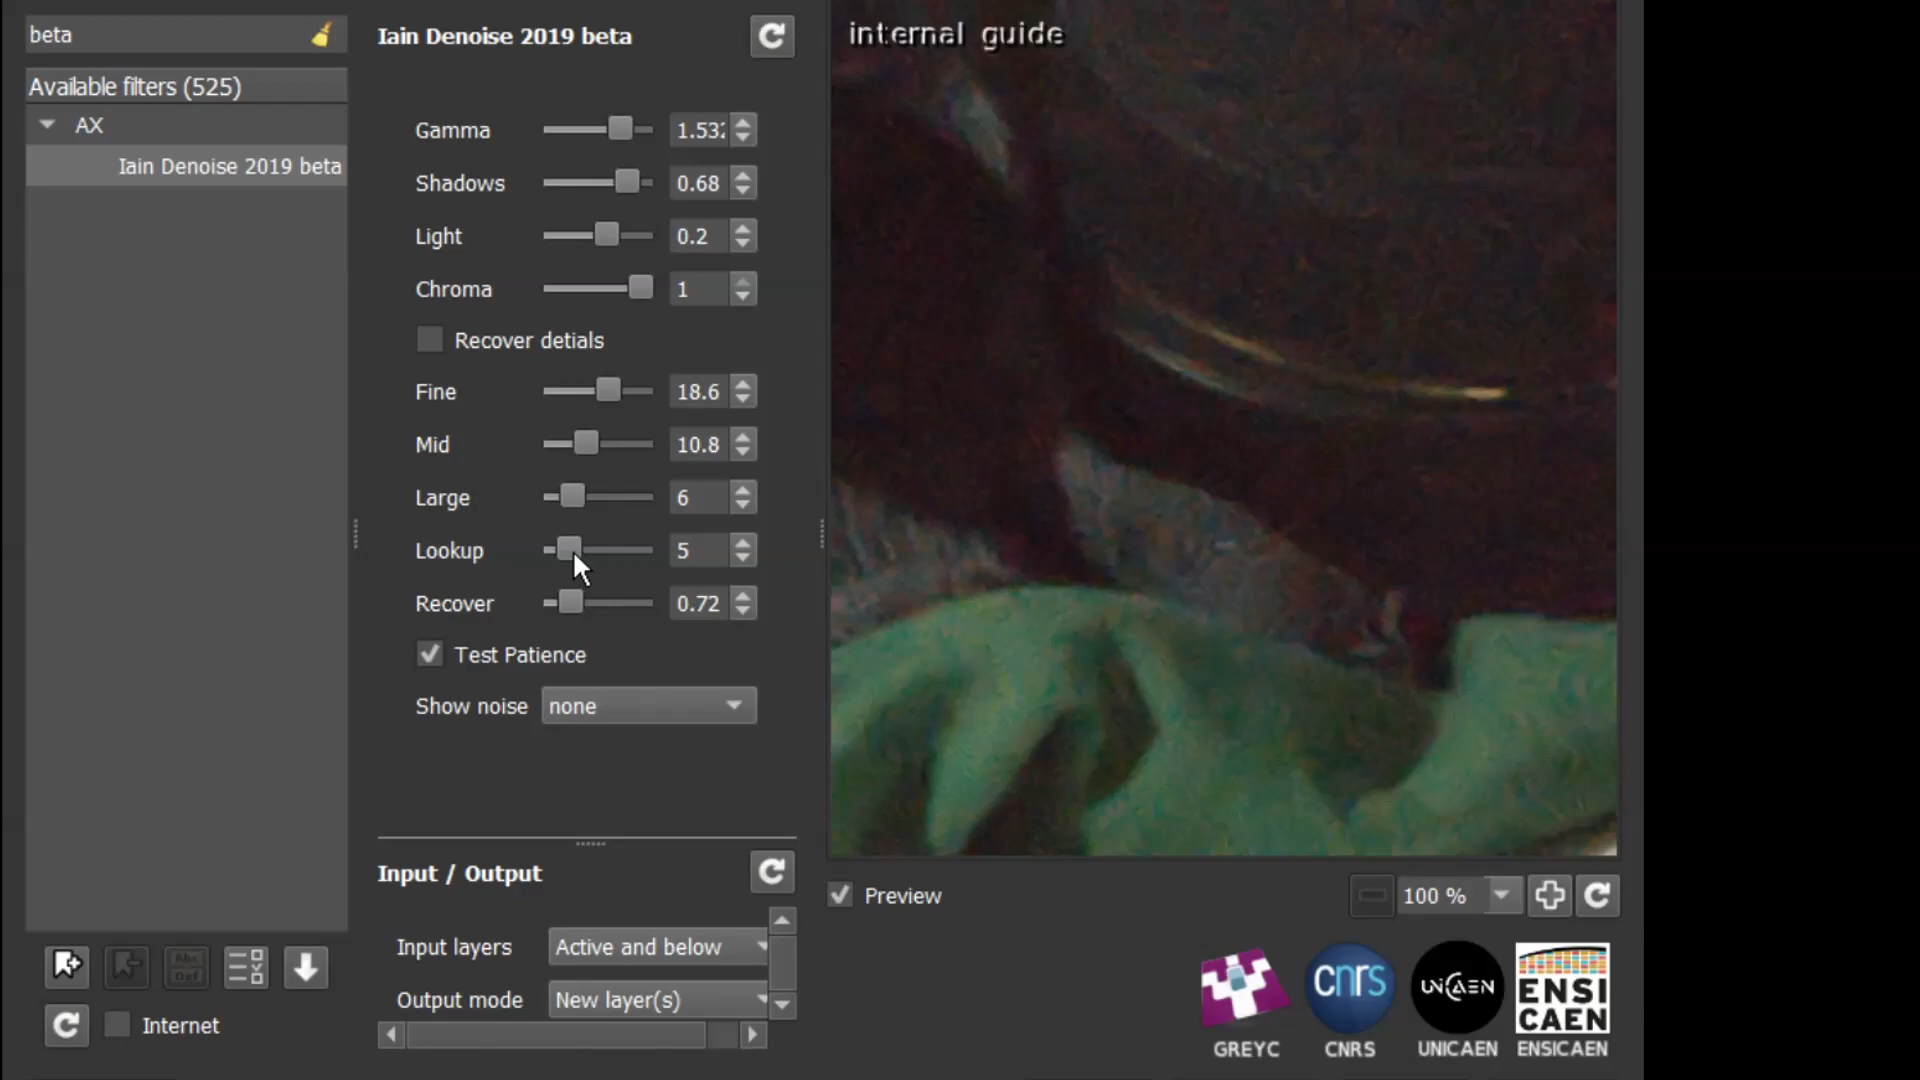 beta
Available filters (525)
AX
Iain Denoise 2019 beta
Internet
Iain Denoise 2019 beta
Gamma 1.532
Shadows 0.68
Light 0.2
Chroma 1
Recover detials
Fine 18.6
Mid 10.8
Large 6
Lookup 5
Recover 0.72
Test Patience
Show noise none
Input / Output
Input layers Active and below
Output mode New layer(s)
internal guide
Preview
100 %
cnrs
UNICAEN
ENSI
CAEN
GREYC
CNRS
UNICAEN
ENSICAEN